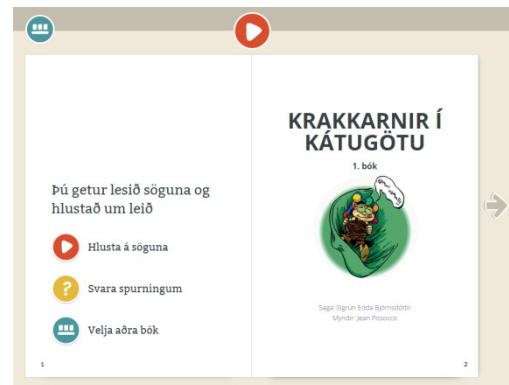 Þú getur lesið söguna og
hlustað um leið
Hlusta á söguna
?
Svara spurningum
Velja aðra bók
1
KRAKKARNIR Í
KÁTUGÖTU
1. bók
Saga: Sigrún Edda Björnsdóttir
Myndir: Jean Posocco
2